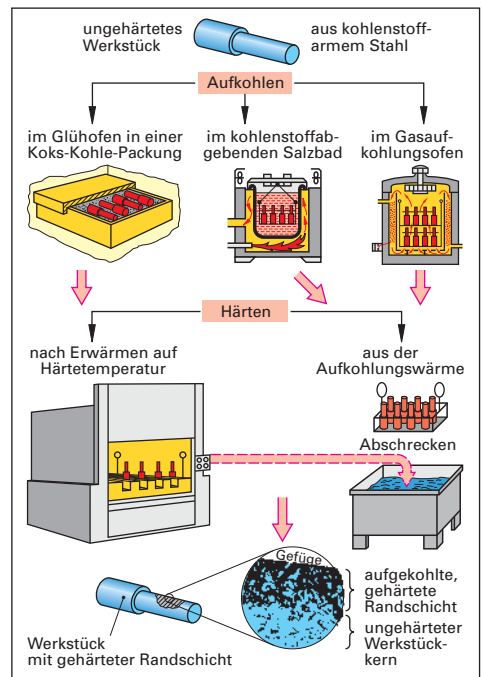 ungehärtetes
Werkstück
aus kohlenstoff-
armem Stahl
Aufkohlen
im Glühofen in einer
Koks-Kohle-Packung
im kohlenstoffab-
gebenden Salzbad
im Gasauf-
kohlungsofen
Härten
nach Erwärmen auf
Härtetemperatur
aus der
Aufkohlungswärme
Abschrecken
Gefüge
aufgekohlte,
gehärtete
Randschicht
ungehärteter
Werkstück-
kern
Werkstück
mit gehärteter Randschicht